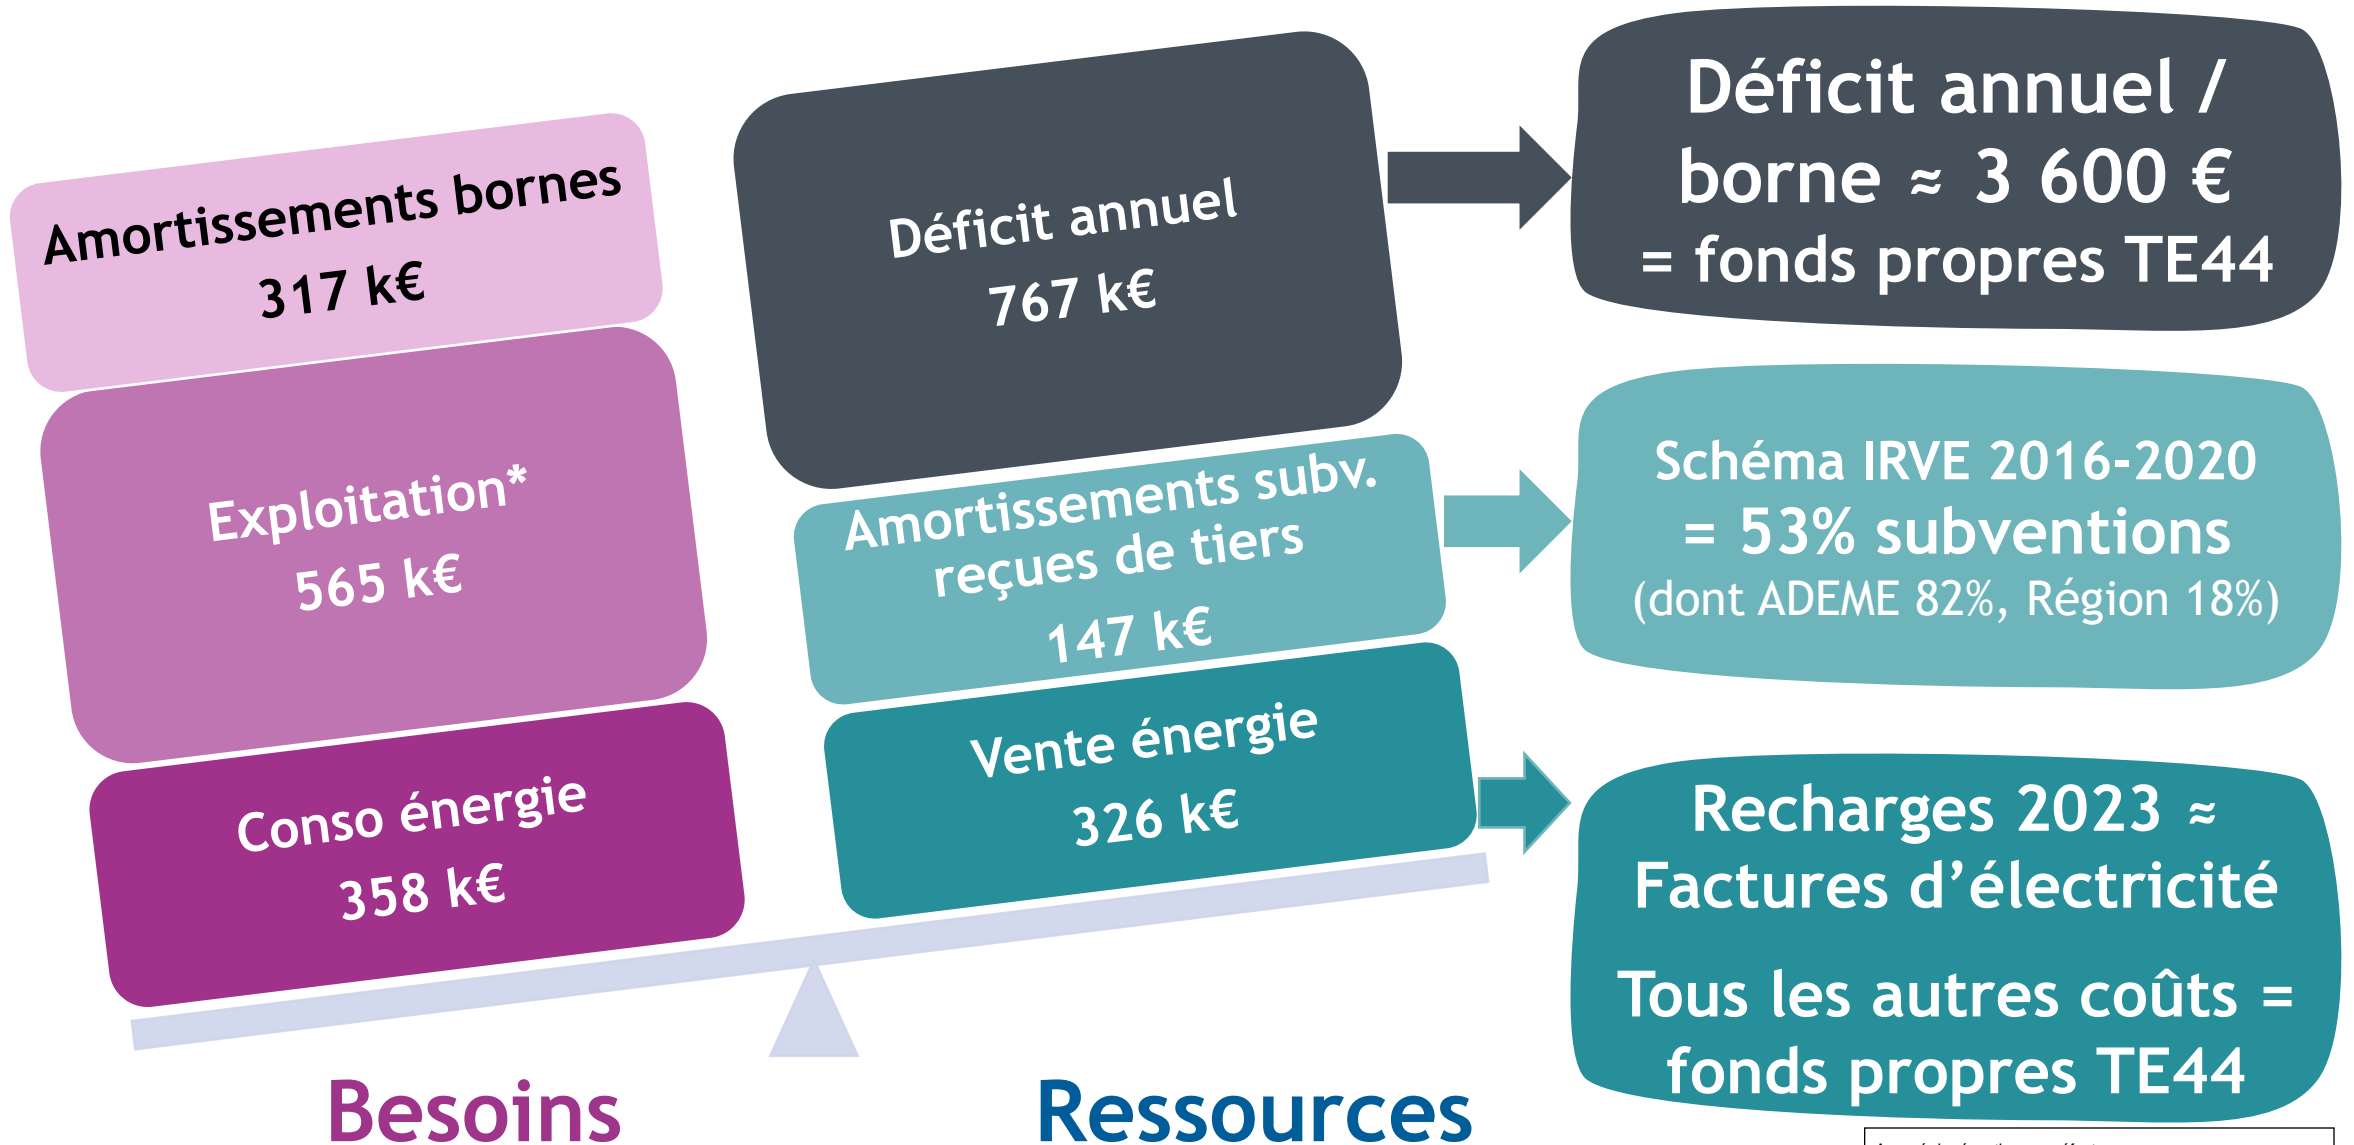 Amortissements bornes
317 k€
Exploitation*
565 k€
Conso énergie
358 k€
Besoins
Déficit annuel
767 k€
Amortissements subv.
reçues de tiers
147 k€
Vente énergie
326 k€
Ressources
Déficit annuel /
borne ≈ 3 600 €
= fonds propres TE44
Schéma IRVE 2016-2020
= 53% subventions
(dont ADEME 82%, Région 18%)
Recharges 2023 ≈
Factures d’électricité
Tous les autres coûts =
fonds propres TE44